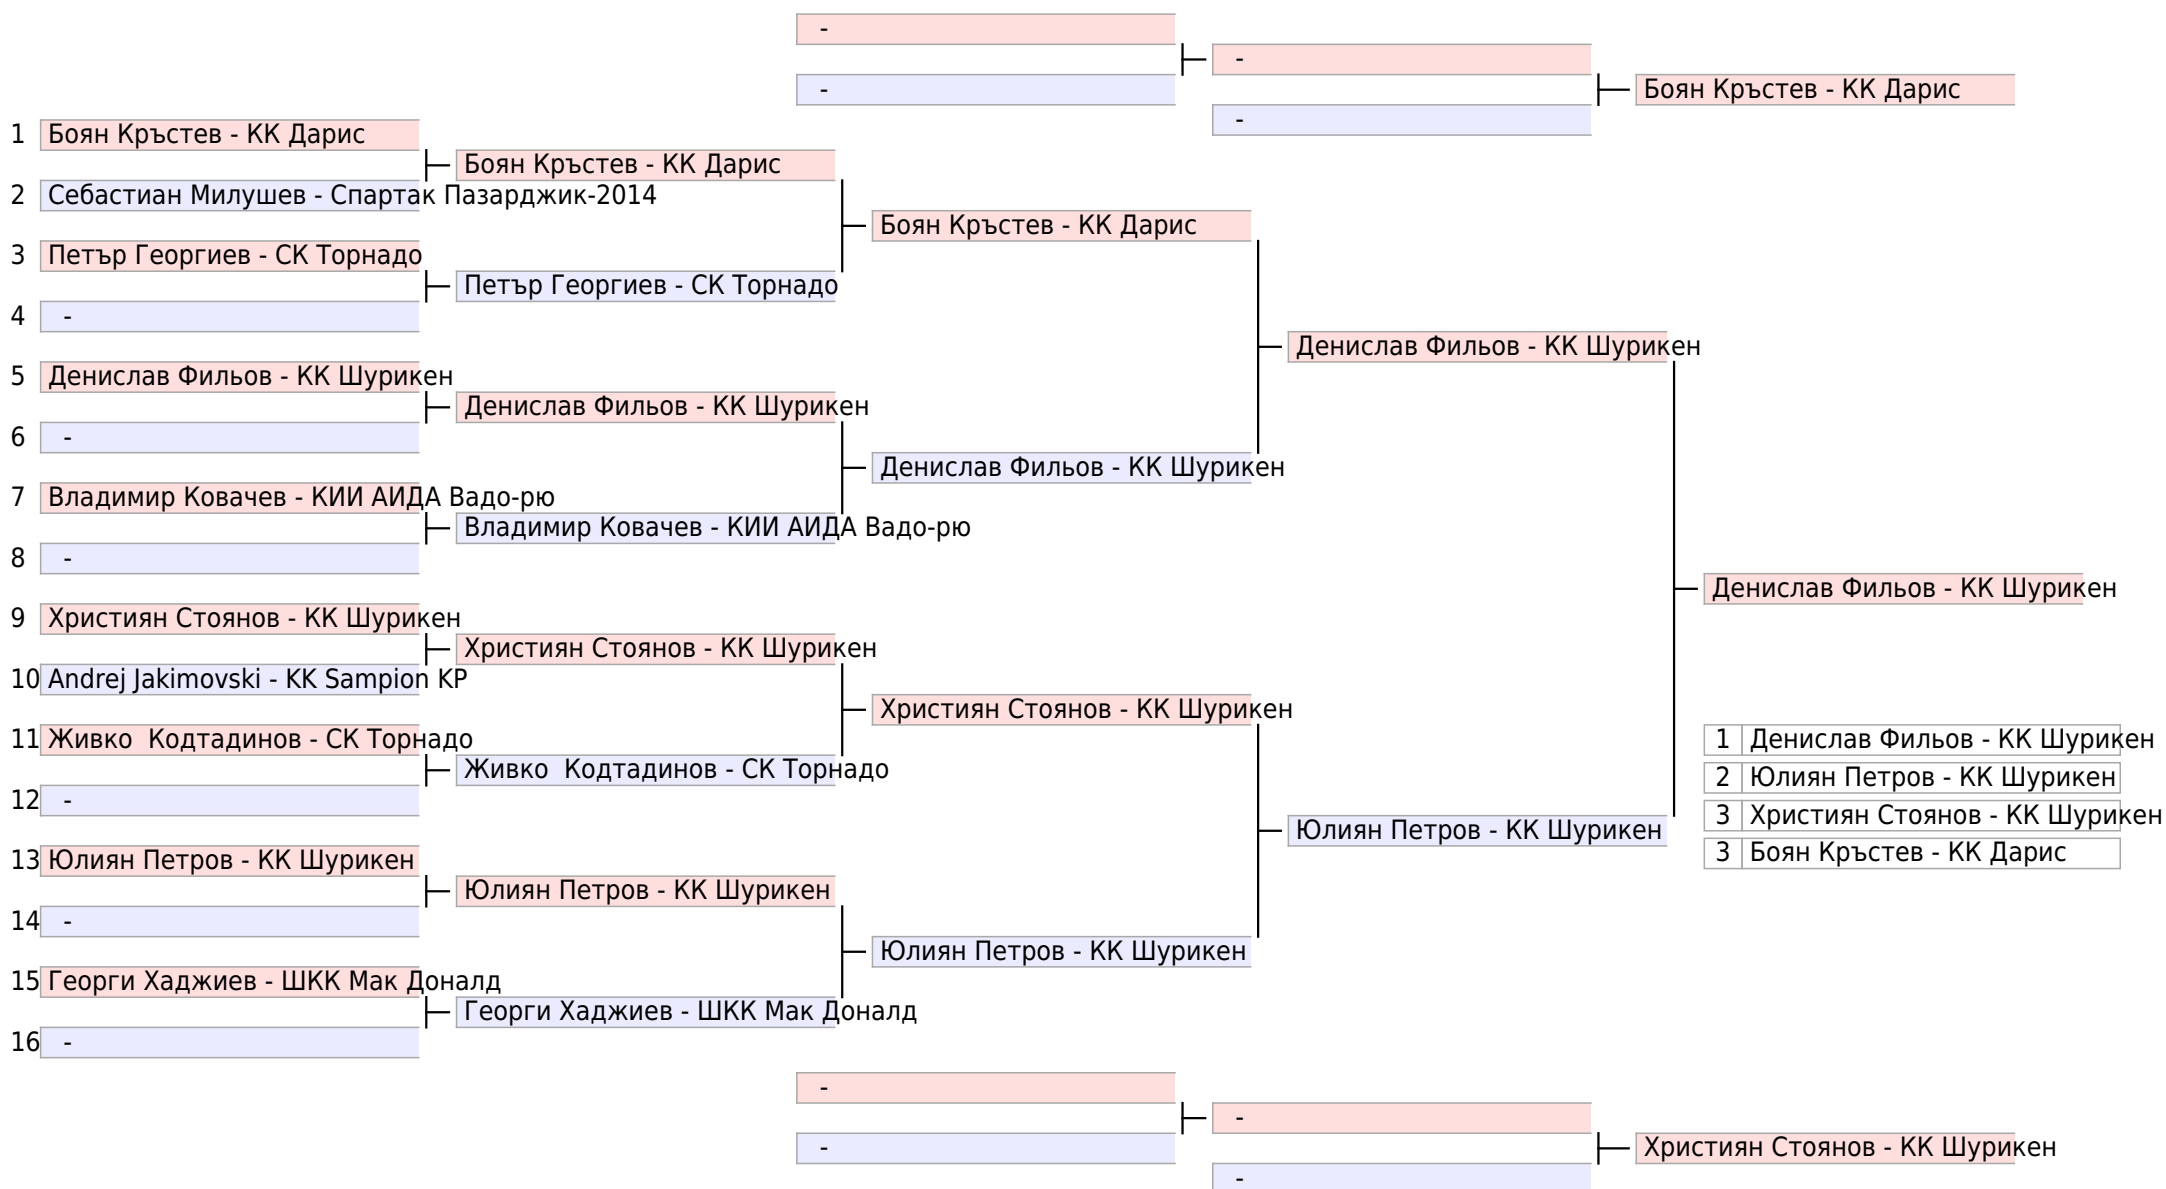 -
-
-
-
Боян Кръстев - КК Дарис
1 Боян Кръстев - КК Дарис
Боян Кръстев - КК Дарис
2 Себастиан Милушев - Спартак Пазарджик-2014
Боян Кръстев - КК Дарис
3 Петър Георгиев - СК Торнадо
Петър Георгиев - СК Торнадо
4 -
Денислав Фильов - КК Шурикен
5 Денислав Фильов - КК Шурикен
Денислав Фильов - КК Шурикен
6 -
Денислав Фильов - КК Шурикен
7 Владимир Ковачев - КИИ АИДА Вадо-рю
Владимир Ковачев - КИИ АИДА Вадо-рю
8 -
Денислав Фильов - КК Шурикен
9 Християн Стоянов - КК Шурикен
Християн Стоянов - КК Шурикен
10 Andrej Jakimovski - KK Sampion KP
Християн Стоянов - КК Шурикен
11 Живко  Кодтадинов - СК Торнадо
Живко  Кодтадинов - СК Торнадо
12 -
Юлиян Петров - КК Шурикен
13 Юлиян Петров - КК Шурикен
Юлиян Петров - КК Шурикен
14 -
Юлиян Петров - КК Шурикен
15 Георги Хаджиев - ШКК Мак Доналд
Георги Хаджиев - ШКК Мак Доналд
16 -
1 Денислав Фильов - КК Шурикен
2 Юлиян Петров - КК Шурикен
3 Християн Стоянов - КК Шурикен
3 Боян Кръстев - КК Дарис
-
-
-
-
Християн Стоянов - КК Шурикен